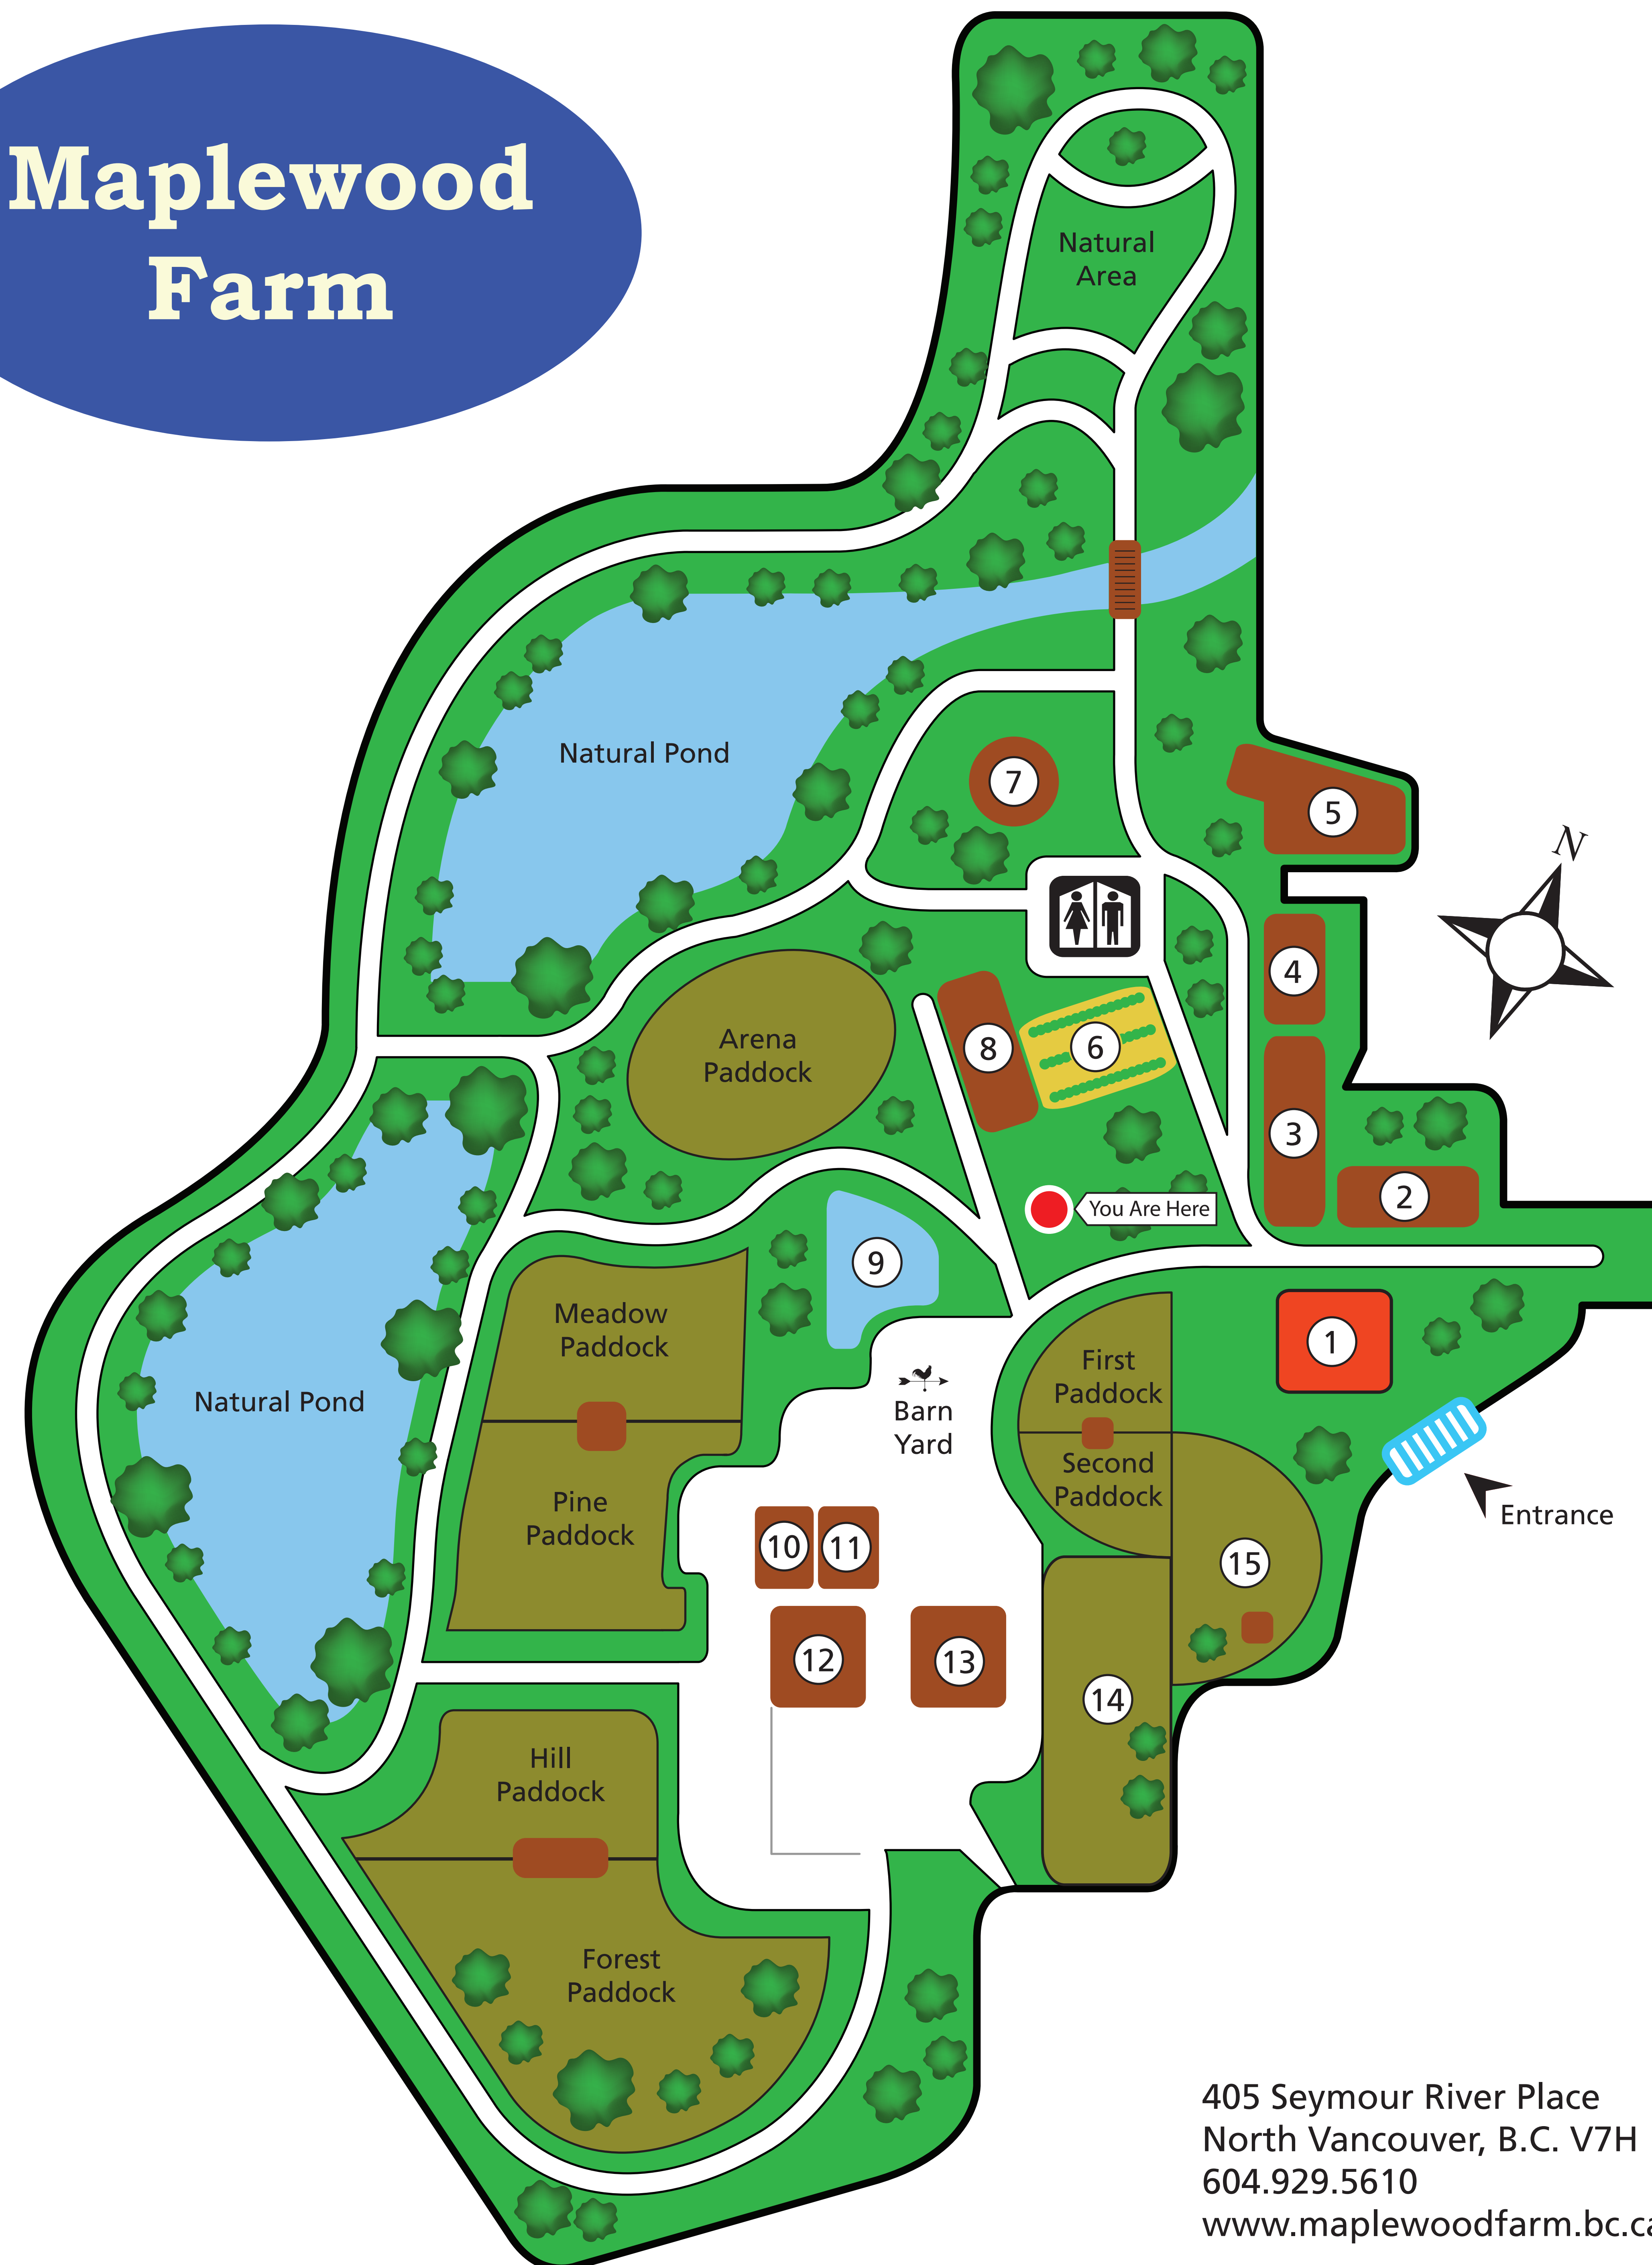 Maplewood
Farm
Natural
Area
Natural Pond
7
5
N
4
Arena
Paddock
8
6
3
2
You Are Here
9
1
Meadow
Paddock
First
Paddock
Barn
Yard
Natural Pond
Second
Paddock
Pine
Paddock
Entrance
10
11
15
12
13
14
Hill
Paddock
Forest
Paddock
405 Seymour River Place
North Vancouver, B.C. V7H
604.929.5610
www.maplewoodfarm.bc.ca